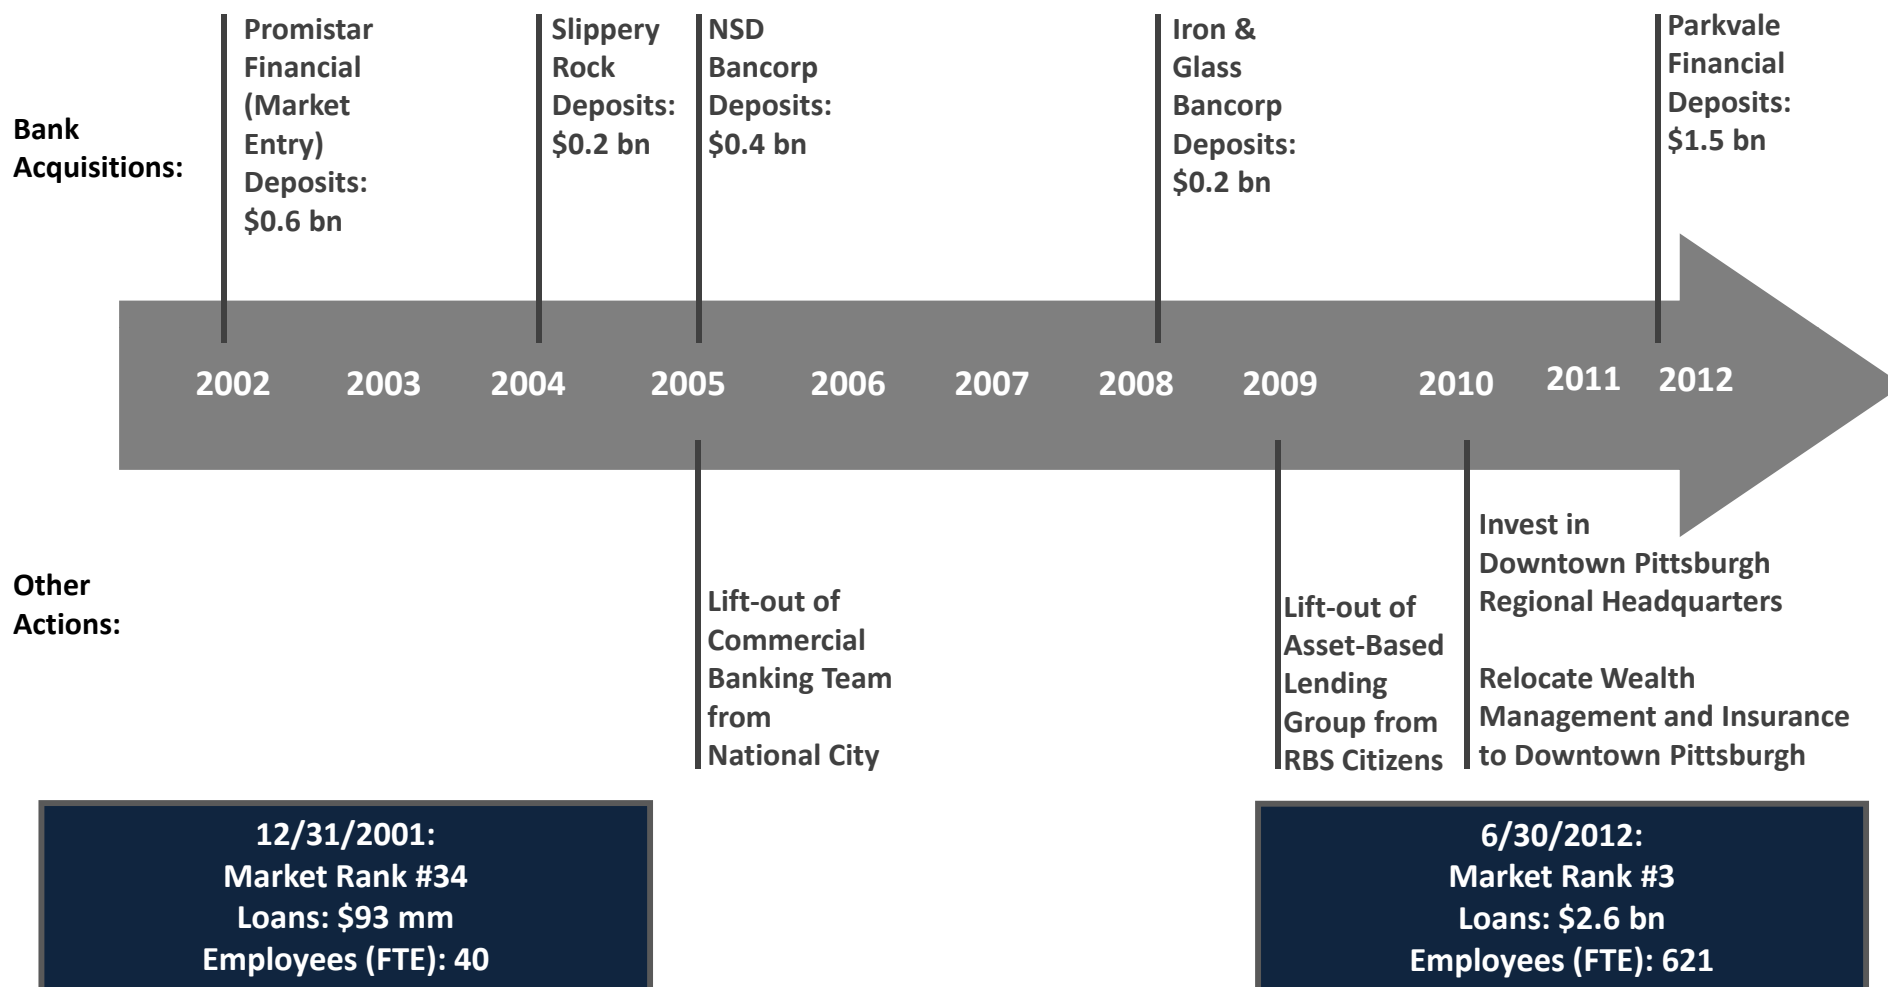 Bank
Acquisitions:
Promistar
Financial
(Market
Entry)
Deposits:
$0.6 bn
Slippery
Rock
Deposits:
$0.2 bn
NSD
Bancorp
Deposits:
$0.4 bn
Iron &
Glass
Bancorp
Deposits:
$0.2 bn
Parkvale
Financial
Deposits:
$1.5 bn
2002 2003 2004 2005 2006 2007 2008 2009 2010 2011 2012
Other
Actions:
Lift-out of
Commercial
Banking Team
from
National City
Lift-out of
Asset-Based
Lending
Group from
RBS Citizens
Invest in
Downtown Pittsburgh
Regional Headquarters
Relocate Wealth
Management and Insurance
to Downtown Pittsburgh
12/31/2001:
Market Rank #34
Loans: $93 mm
Employees (FTE): 40
6/30/2012:
Market Rank #3
Loans: $2.6 bn
Employees (FTE): 621